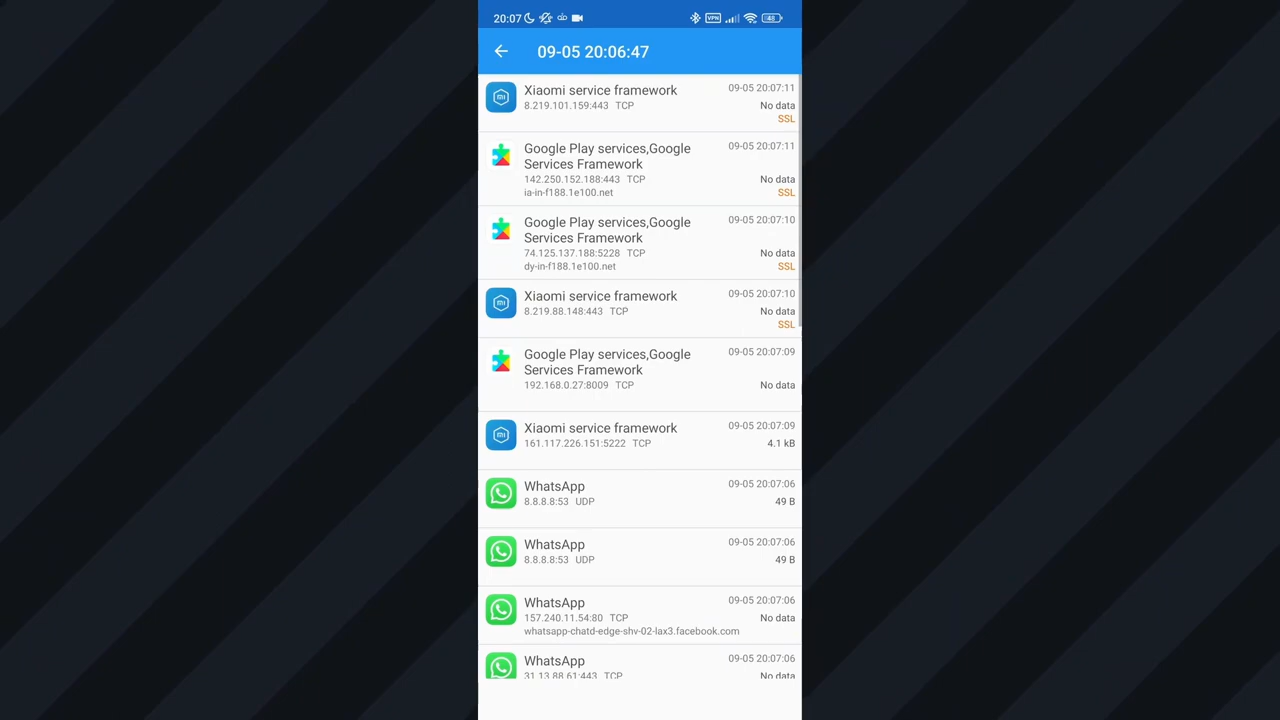 20:07
VPN
48
09-05 20:06:47
Xiaomi service framework 09-05 20:07:11
8.219.101.159:443 TCP No data
SSL
Google Play services,Google 09-05 20:07:11
Services Framework
142.250.152.188:443 TCP No data
ia-in-f188.1e100.net SSL
Google Play services,Google 09-05 20:07:10
Services Framework
74.125.137.188:5228 TCP No data
dy-in-f188.1e100.net SSL
Xiaomi service framework 09-05 20:07:10
8.219.88.148:443 TCP No data
SSL
Google Play services,Google 09-05 20:07:09
Services Framework
192.168.0.27:8009 TCP No data
Xiaomi service framework 09-05 20:07:09
161.117.226.151:5222 TCP 4.1 kB
WhatsApp 09-05 20:07:06
8.8.8.8:53 UDP 49 B
WhatsApp 09-05 20:07:06
8.8.8.8:53 UDP 49 B
WhatsApp 09-05 20:07:06
157.240.11.54:80 TCP No data
whatsapp-chatd-edge-shv-02-lax3.facebook.com
WhatsApp 09-05 20:07:06
31.13.88.61:443 TCP No data